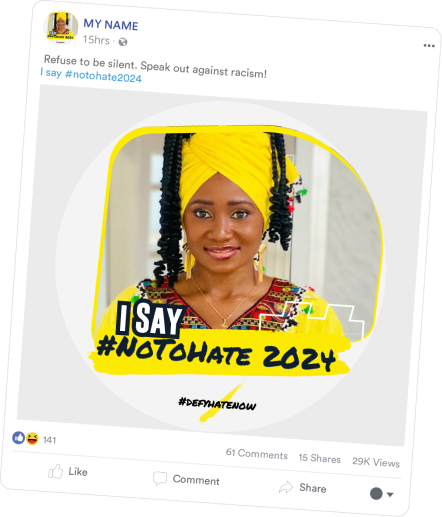 MY NAME
15hrs ·
Refuse to be silent. Speak out against racism!
I say #notohate2024
I SAY
#NOTOHATE 2024
#DEFYHATENOW
141
61 Comments 15 Shares 29K Views
Like Comment Share